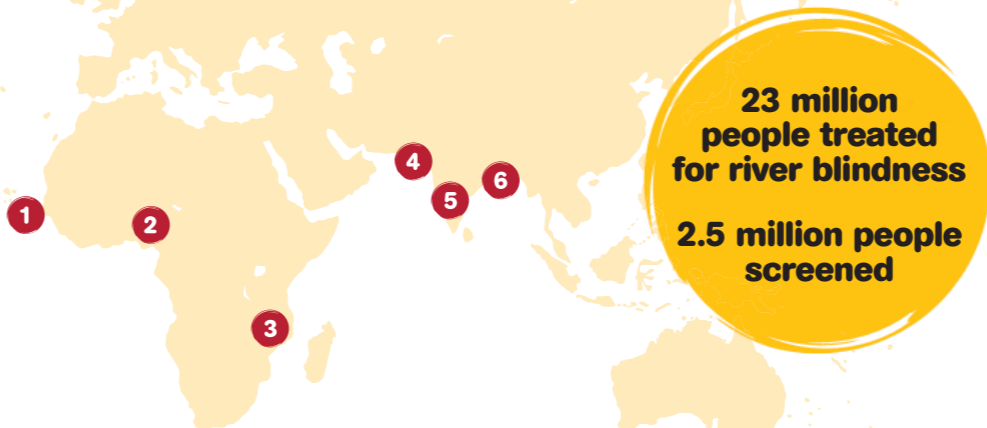 23 million
people treated
for river blindness
2.5 million people
screened
4
6
5
1
2
3